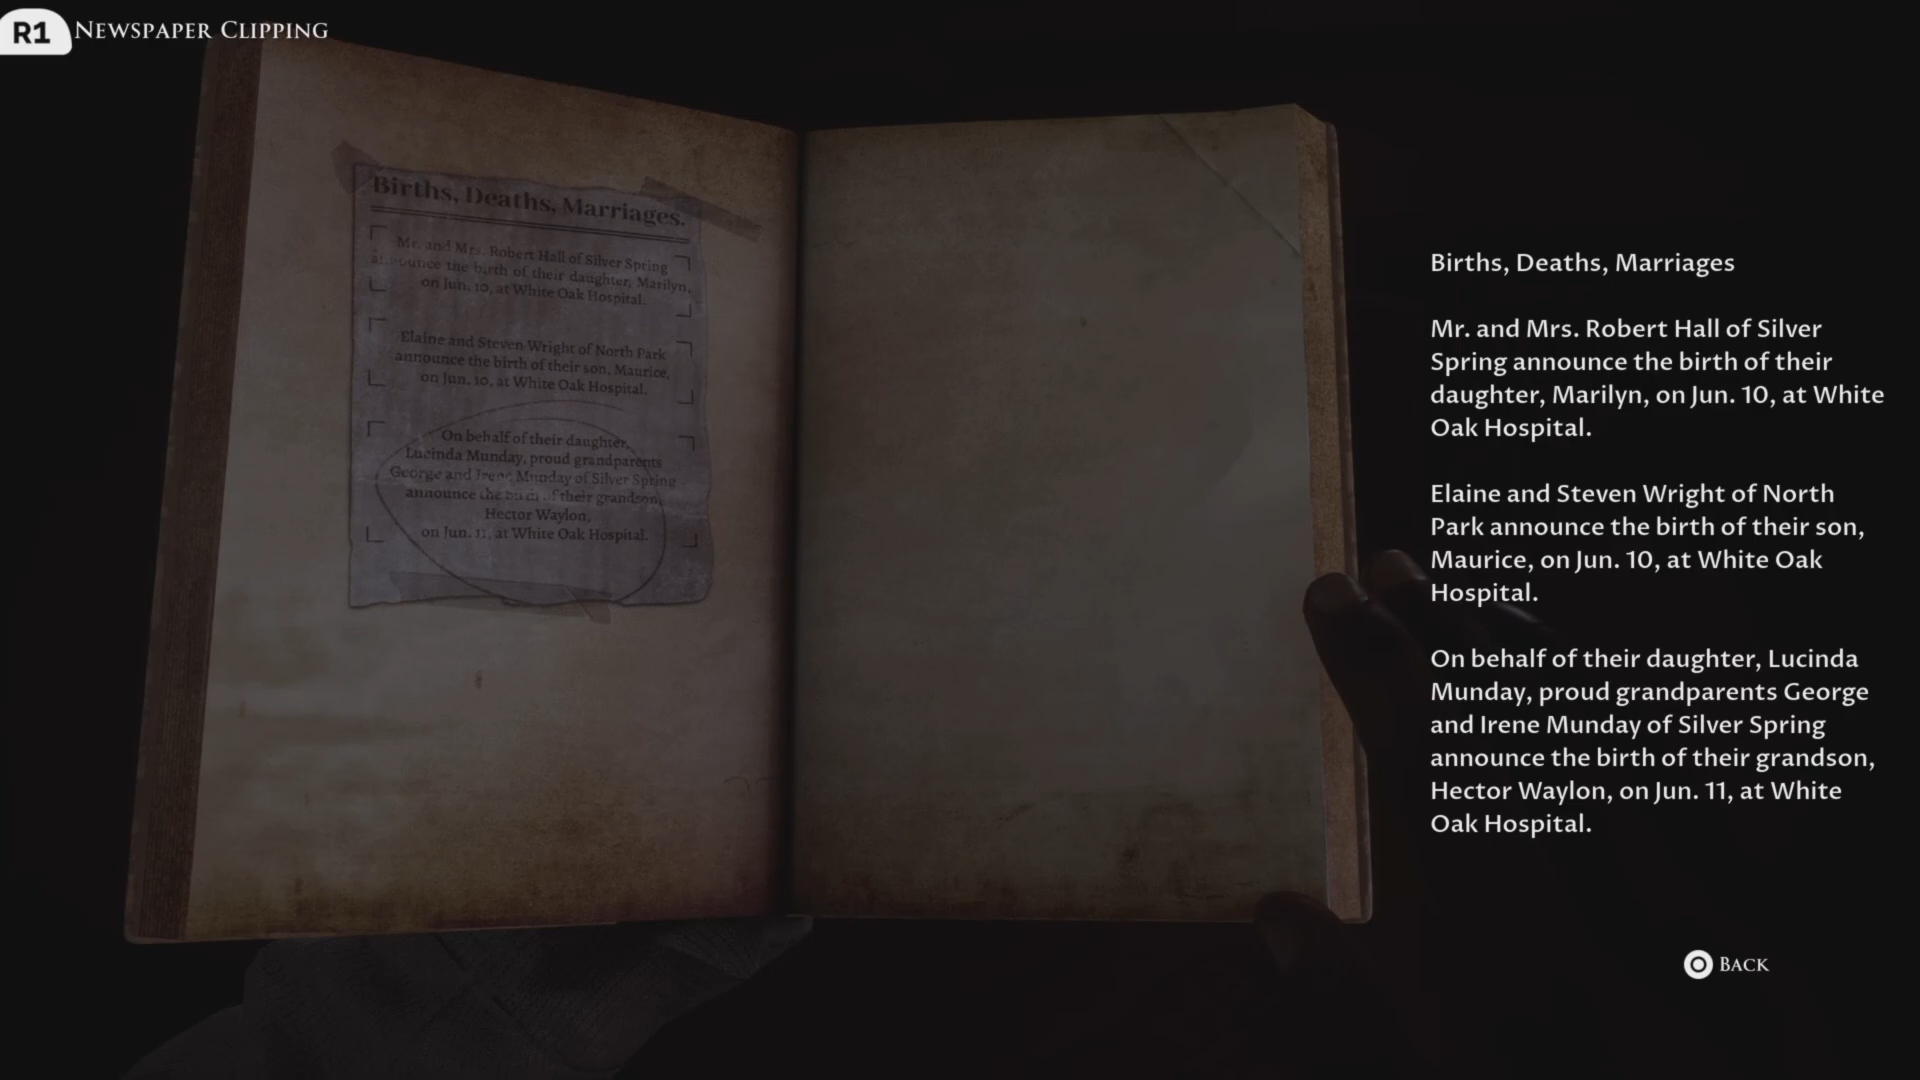 R1 Newspaper Clipping
Births, Deaths, Marriages.
Mr. and Mrs. Robert Hall of Silver Spring
announce the birth of their daughter, Marilyn,
on Jun. 10, at White Oak Hospital.
Elaine and Steven Wright of North Park
announce the birth of their son, Maurice,
on Jun. 10, at White Oak Hospital.
On behalf of their daughter,
Lucinda Munday, proud grandparents
George and Irene Munday of Silver Spring
announce the birth of their grandson,
Hector Waylon,
on Jun. 11, at White Oak Hospital.
Births, Deaths, Marriages
Mr. and Mrs. Robert Hall of Silver
Spring announce the birth of their
daughter, Marilyn, on Jun. 10, at White
Oak Hospital.
Elaine and Steven Wright of North
Park announce the birth of their son,
Maurice, on Jun. 10, at White Oak
Hospital.
On behalf of their daughter, Lucinda
Munday, proud grandparents George
and Irene Munday of Silver Spring
announce the birth of their grandson,
Hector Waylon, on Jun. 11, at White
Oak Hospital.
Back